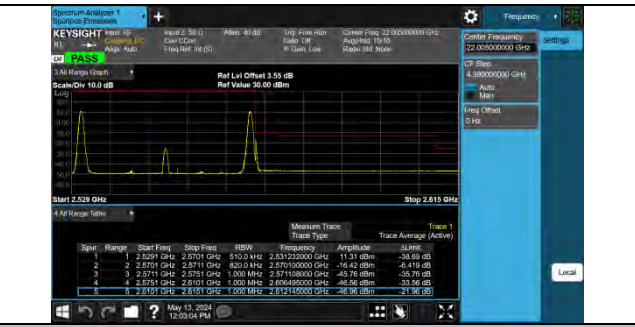 Spectrum Analyzer 1
Spurious Emissions
Frequency
KEYSIGHT Input: RF
Input Z: 50 Ω
Atten: 40 dB
Trig: Free Run
Center Freq: 22.005000000 GHz
Align: Auto
Freq Ref: Int (S)
Gate: Off
IF Gain: Low
Avg|Hold: 10/10
Radio Std: None
PASS
Center Frequency
22.005000000 GHz
Settings
CF Step
4.399000000 GHz
Auto
Man
Freq Offset
0 Hz
3 All Range Graph
Scale/Div 10.0 dB
Ref Lvl Offset 3.55 dB
Ref Value 30.00 dBm
Log
Start 2.529 GHz
Stop 2.615 GHz
4 All Range Table
Measure Trace Trace 1
Trace Type Trace Average (Active)
Spur Range Start Freq Stop Freq RBW Frequency Amplitude ΔLimit
1 1 2.5291 GHz 2.5701 GHz 510.0 kHz 2.531232000 GHz 11.31 dBm -38.69 dB
2 2 2.5701 GHz 2.5711 GHz 820.0 kHz 2.570100000 GHz -16.42 dBm -6.419 dB
3 3 2.5711 GHz 2.5751 GHz 1.000 MHz 2.571108000 GHz -45.76 dBm -35.76 dB
4 4 2.5751 GHz 2.6101 GHz 1.000 MHz 2.606495000 GHz -46.56 dBm -33.56 dB
5 5 2.6101 GHz 2.6151 GHz 1.000 MHz 2.612145000 GHz -46.96 dBm -21.96 dB
Local
May 13, 2024
12:03:04 PM